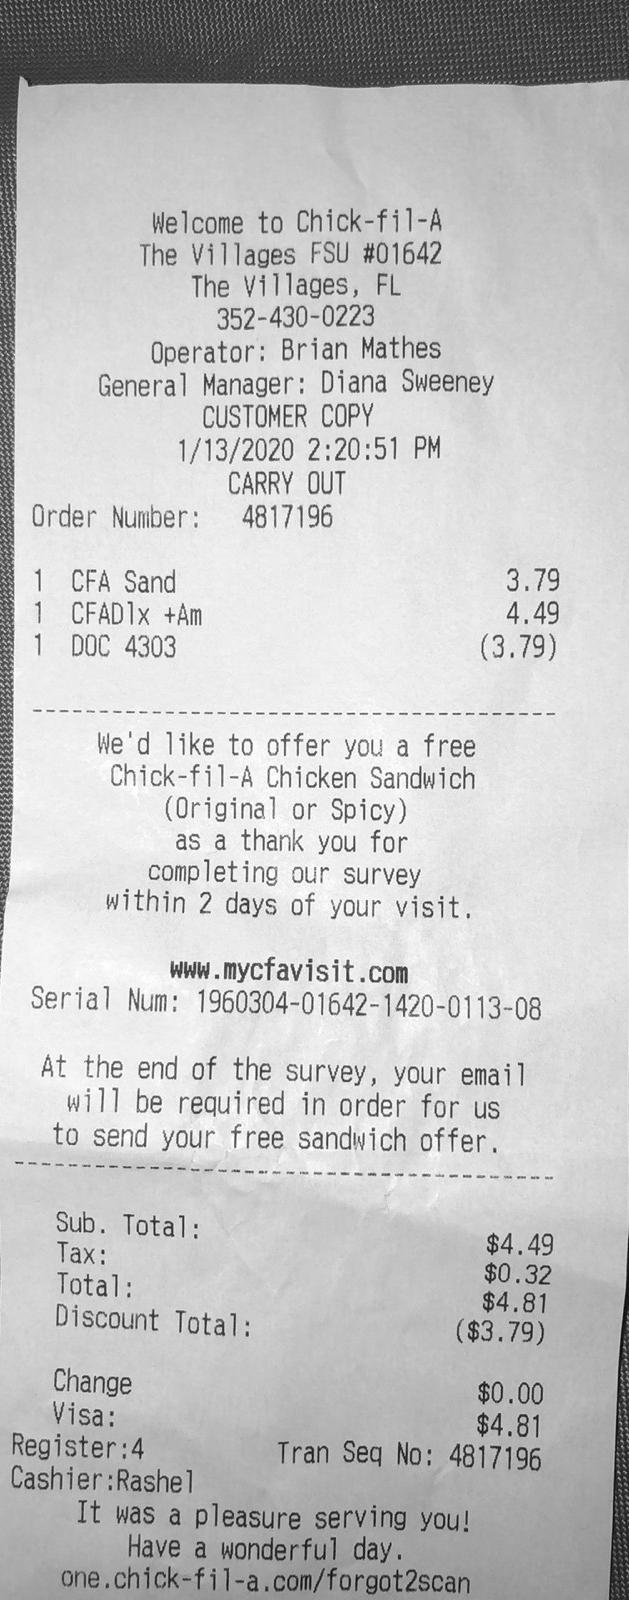 Welcome to Chick-fil-A
The Villages FSU #01642
The Villages, FL
352-430-0223
Operator: Brian Mathes
General Manager: Diana Sweeney
CUSTOMER COPY
1/13/2020 2:20:51 PM
CARRY OUT
Order Number: 4817196
1 CFA Sand 3.79
1 CFADlx +Am 4.49
1 DOC 4303 (3.79)
We'd like to offer you a free
Chick-fil-A Chicken Sandwich
(Original or Spicy)
as a thank you for
completing our survey
within 2 days of your visit.
www.mycfavisit.com
Serial Num: 1960304-01642-1420-0113-08
At the end of the survey, your email
will be required in order for us
to send your free sandwich offer.
Sub. Total: $4.49
Tax: $0.32
Total: $4.81
Discount Total: ($3.79)
Change $0.00
Visa: $4.81
Register:4 Tran Seq No: 4817196
Cashier:Rashel
It was a pleasure serving you!
Have a wonderful day.
one.chick-fil-a.com/forgot2scan